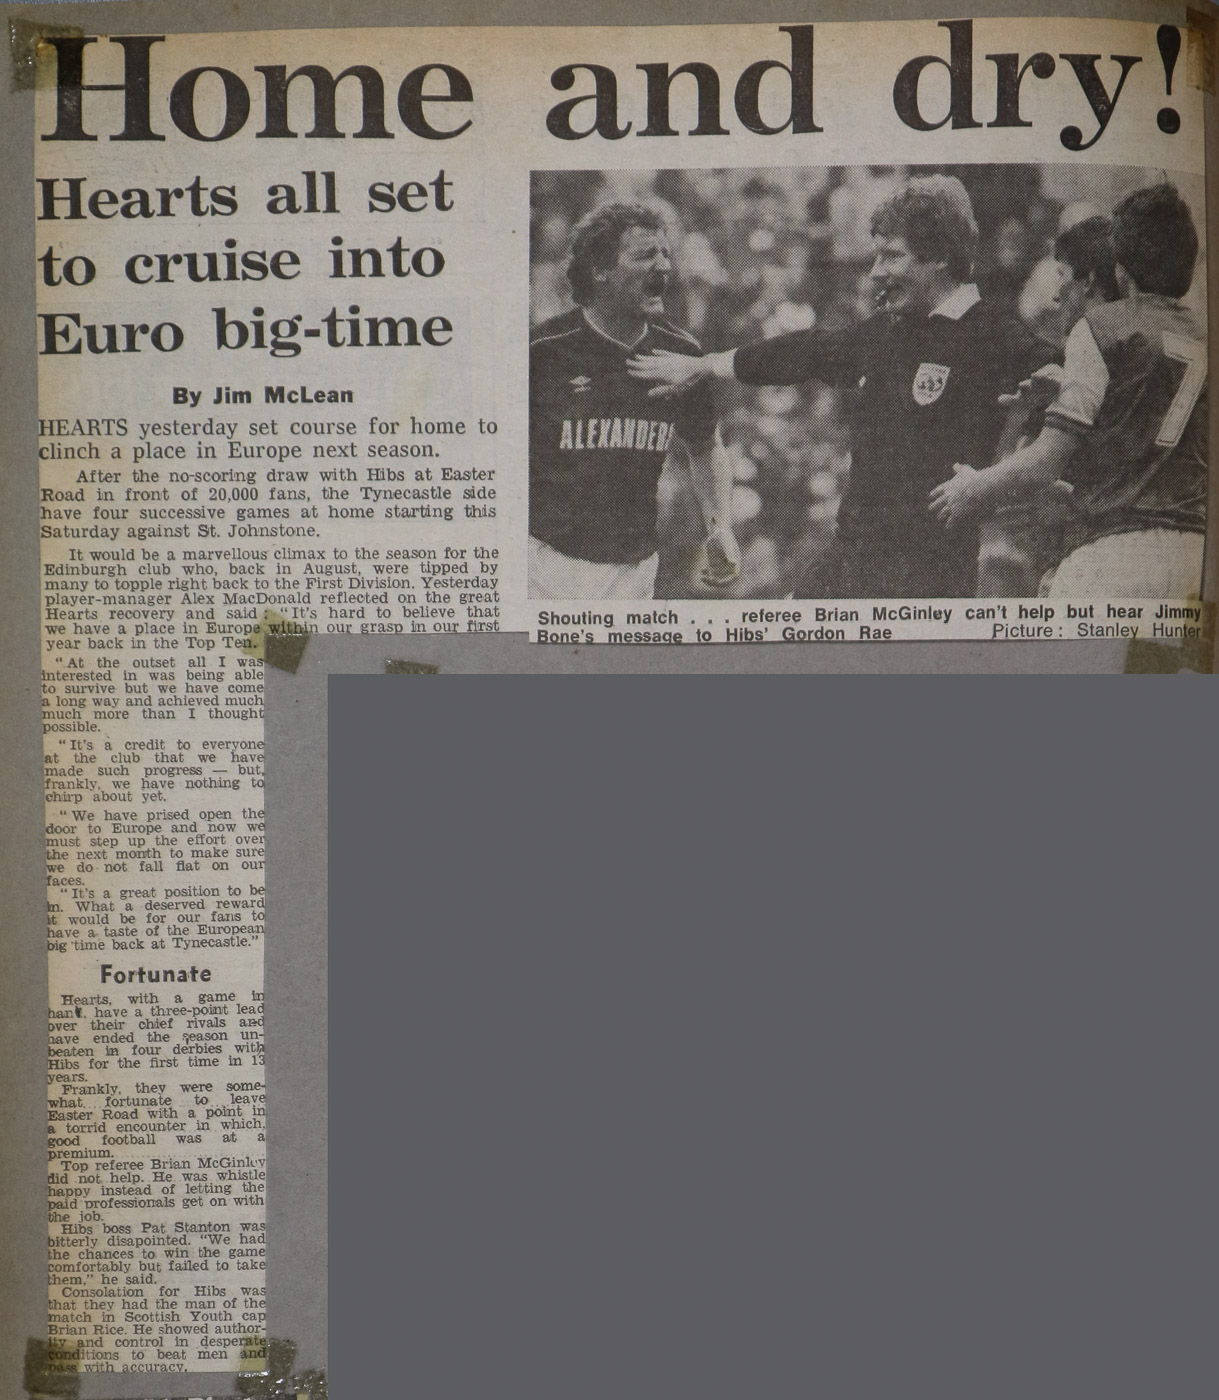 Home and dry!
Hearts all set
to cruise into
Euro big-time
By Jim McLean
HEARTS yesterday set course for home to
clinch a place in Europe next season.
After the no-scoring draw with Hibs at Easter
Road in front of 20,000 fans, the Tynecastle side
have four successive games at home starting this
Saturday against St. Johnstone.
It would be a marvellous climax to the season for the
Edinburgh club who, back in August, were tipped by
many to topple right back to the First Division. Yesterday
player-manager Alex MacDonald reflected on the great
Hearts recovery and said: "It's hard to believe that
we have a place in Europe within our grasp in our first
year back in the Top Ten.
"At the outset all I was
interested in was being able
to survive but we have come
a long way and achieved much
much more than I thought
possible.
"It's a credit to everyone
at the club that we have
made such progress — but,
frankly, we have nothing to
chirp about yet.
"We have prised open the
door to Europe and now we
must step up the effort over
the next month to make sure
we do not fall flat on our
faces.
"It's a great position to be
in. What a deserved reward
it would be for our fans to
have a taste of the European
big time back at Tynecastle."
Fortunate
Hearts, with a game in
hand, have a three-point lead
over their chief rivals and
have ended the season un-
beaten in four derbies with
Hibs for the first time in 13
years.
Frankly, they were some-
what fortunate to leave
Easter Road with a point in
a torrid encounter in which,
good football was at a
premium.
Top referee Brian McGinley
did not help. He was whistle
happy instead of letting the
paid professionals get on with
the job.
Hibs boss Pat Stanton was
bitterly disapointed. "We had
the chances to win the game
comfortably but failed to take
them," he said.
Consolation for Hibs was
that they had the man of the
match in Scottish Youth cap
Brian Rice. He showed author-
ity and control in desperate
conditions to beat men and
pass with accuracy.
ALEXANDERS
7
Shouting match . . . referee Brian McGinley can't help but hear Jimmy
Bone's message to Hibs' Gordon Rae
Picture: Stanley Hunter